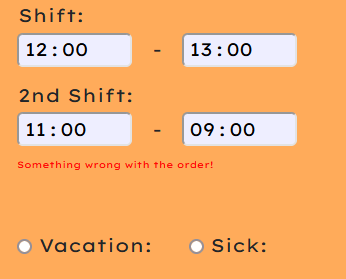 Shift:
12:00 - 13:00
2nd Shift:
11:00 - 09:00
Something wrong with the order!
Vacation: Sick: